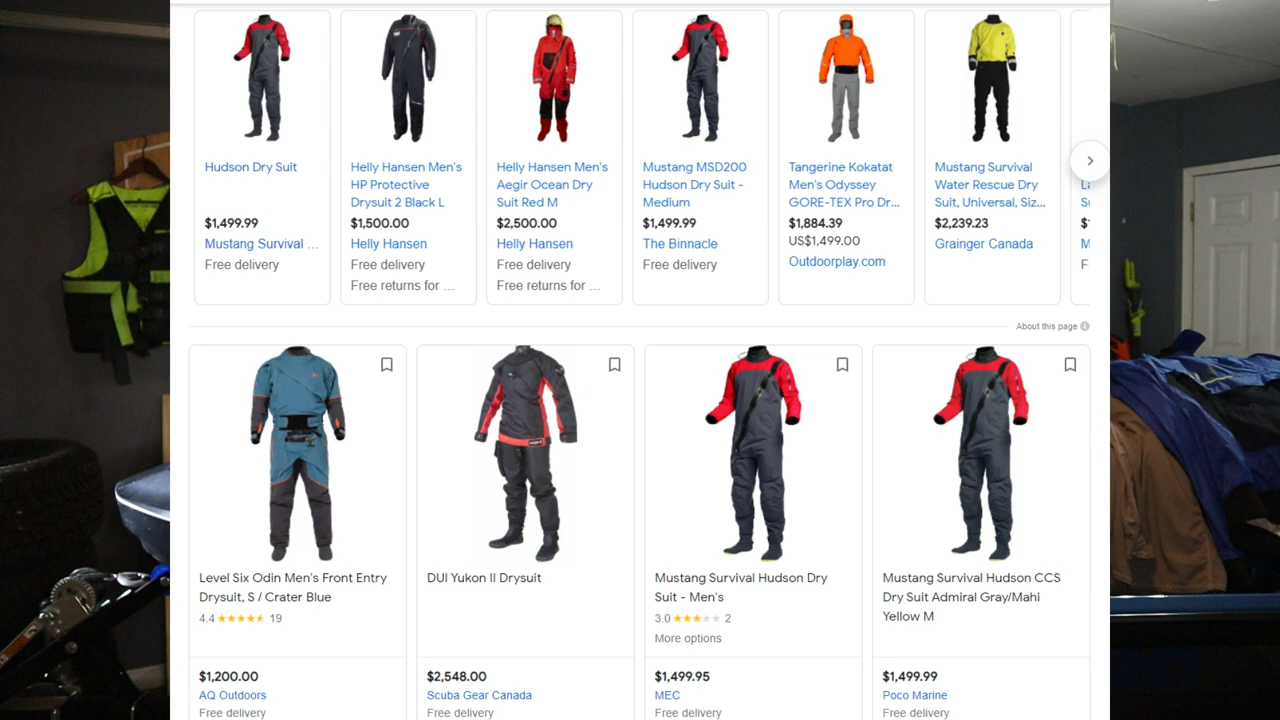 Hudson Dry Suit
$1,499.99
Mustang Survival ...
Free delivery
Helly Hansen Men's
HP Protective
Drysuit 2 Black L
$1,500.00
Helly Hansen
Free delivery
Free returns for ...
Helly Hansen Men's
Aegir Ocean Dry
Suit Red M
$2,500.00
Helly Hansen
Free delivery
Free returns for ...
Mustang MSD200
Hudson Dry Suit -
Medium
$1,499.99
The Binnacle
Free delivery
Tangerine Kokatat
Men's Odyssey
GORE-TEX Pro Dr...
$1,884.39
US$1,499.00
Outdoorplay.com
Mustang Survival
Water Rescue Dry
Suit, Universal, Siz...
$2,239.23
Grainger Canada
About this page
Level Six Odin Men's Front Entry
Drysuit, S / Crater Blue
4.4 19
$1,200.00
AQ Outdoors
Free delivery
DUI Yukon II Drysuit
$2,548.00
Scuba Gear Canada
Free delivery
Mustang Survival Hudson Dry
Suit - Men's
3.0 2
More options
$1,499.95
MEC
Free delivery
Mustang Survival Hudson CCS
Dry Suit Admiral Gray/Mahi
Yellow M
$1,499.99
Poco Marine
Free delivery